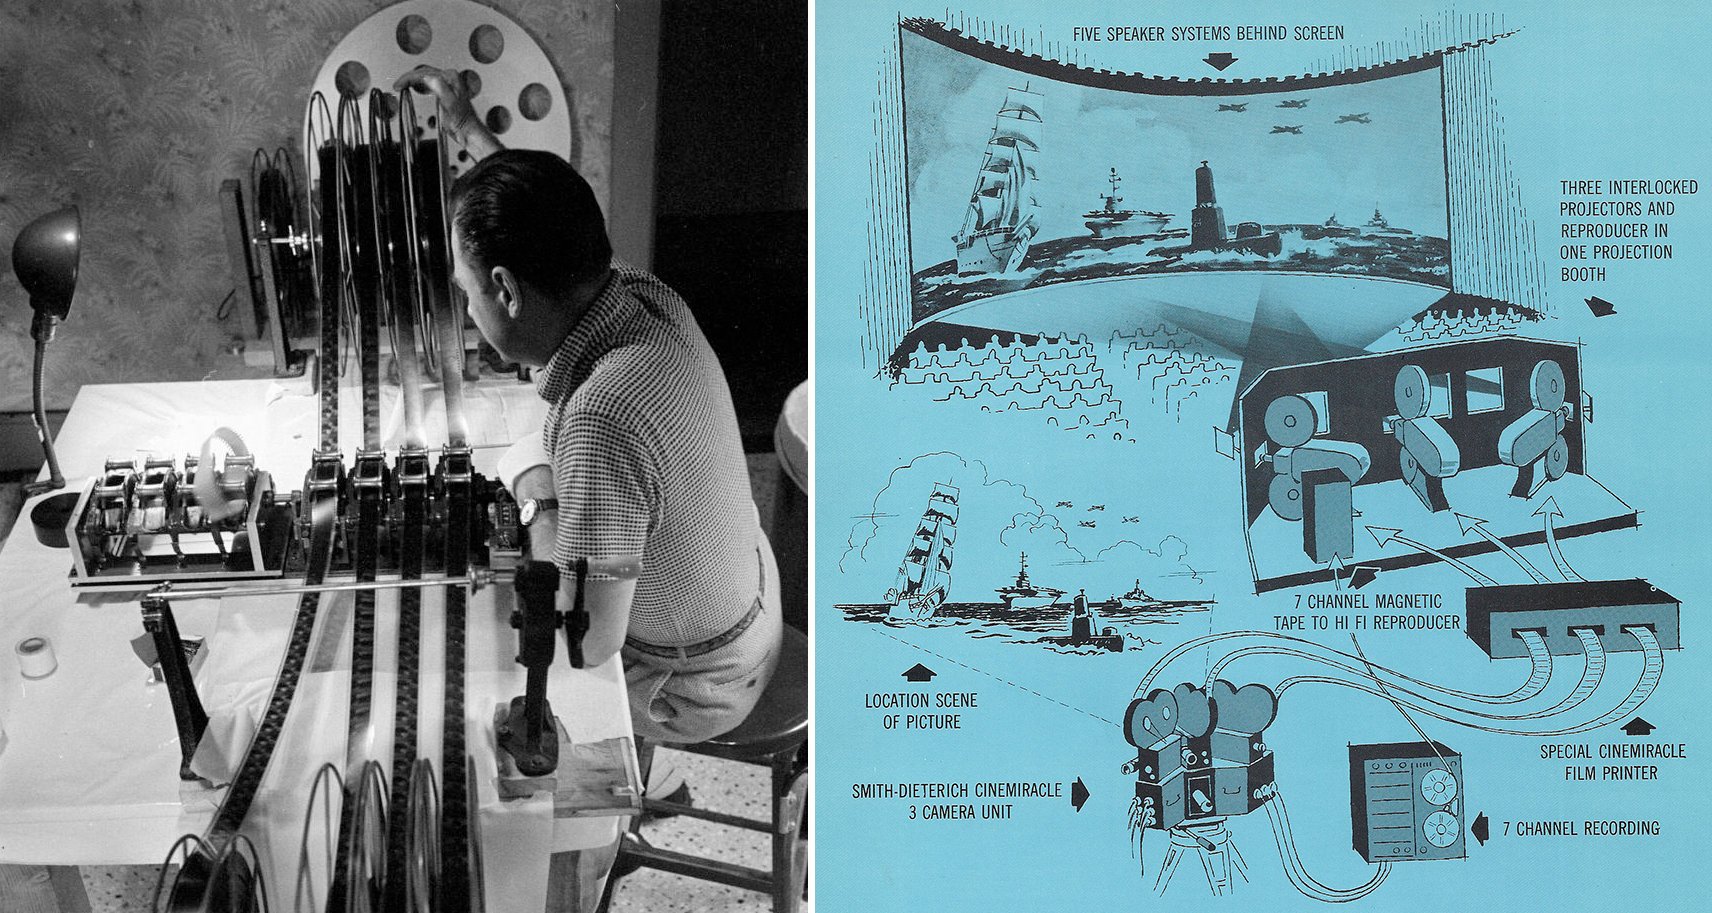 FIVE SPEAKER SYSTEMS BEHIND SCREEN
THREE INTERLOCKED
PROJECTORS AND
REPRODUCER IN
ONE PROJECTION
BOOTH
7 CHANNEL MAGNETIC
TAPE TO HI FI REPRODUCER
LOCATION SCENE
OF PICTURE
SPECIAL CINEMIRACLE
FILM PRINTER
SMITH-DIETERICH CINEMIRACLE
3 CAMERA UNIT
7 CHANNEL RECORDING